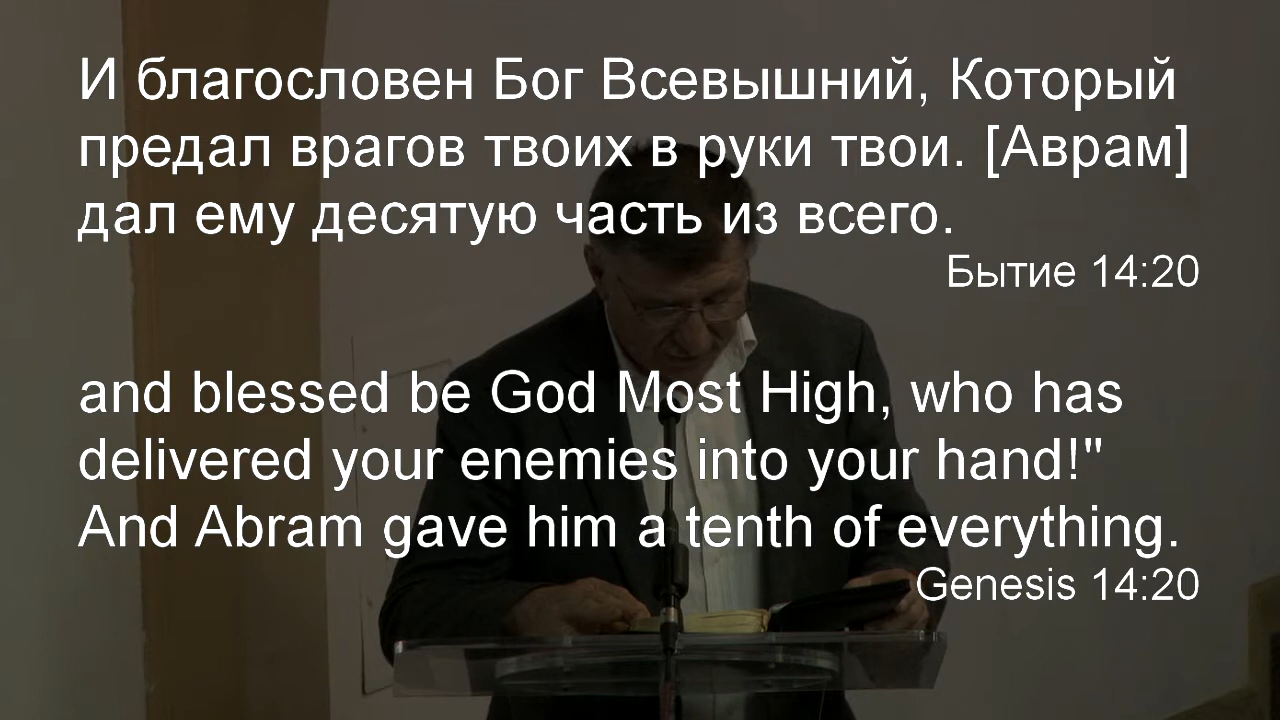 И благословен Бог Всевышний, Который
предал врагов твоих в руки твои. [Аврам]
дал ему десятую часть из всего.
Бытие 14:20
and blessed be God Most High, who has
delivered your enemies into your hand!"
And Abram gave him a tenth of everything.
Genesis 14:20